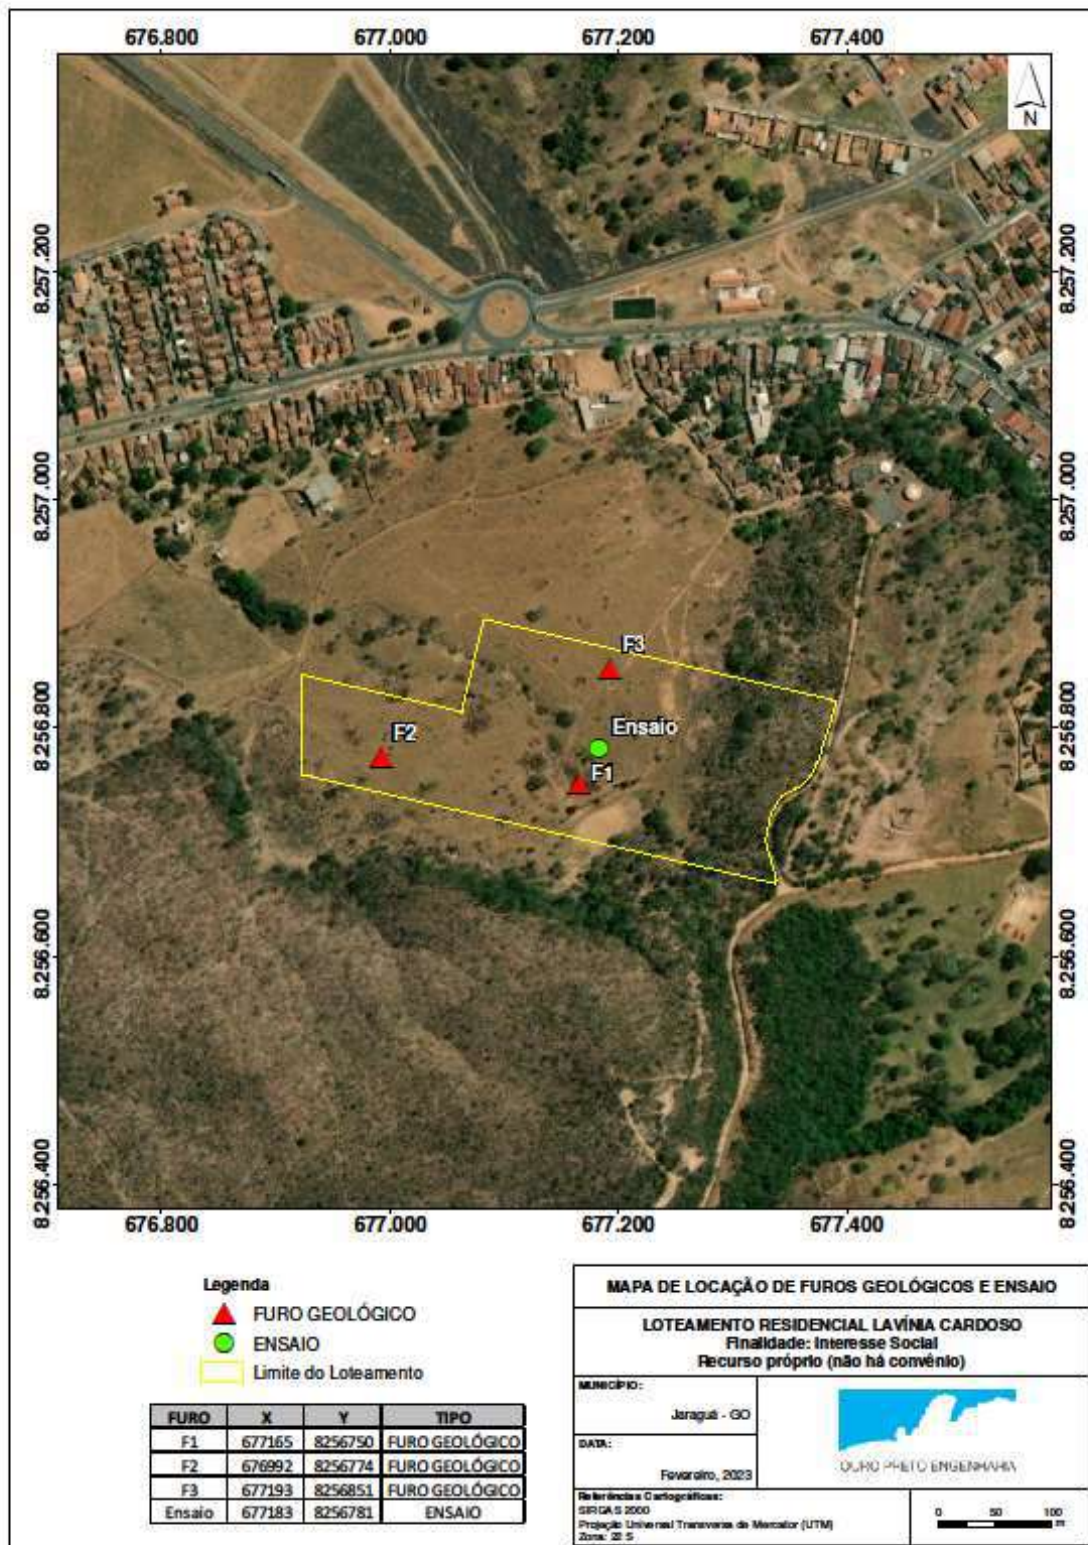 676.800 677.000 677.200 677.400
N
8.257.200 8.257.200
8.257.000 8.257.000
F3
8.256.800 8.256.800
F2
Ensaio
F1
8.256.600 8.256.600
8.256.400 8.256.400
676.800 677.000 677.200 677.400
Legenda
FURO GEOLÓGICO
ENSAIO
Limite do Loteamento
FURO X Y TIPO
F1 677165 8256750 FURO GEOLÓGICO
F2 676992 8256774 FURO GEOLÓGICO
F3 677193 8256851 FURO GEOLÓGICO
Ensaio 677183 8256781 ENSAIO
MAPA DE LOCAÇÃO DE FUROS GEOLÓGICOS E ENSAIO
LOTEAMENTO RESIDENCIAL LAVÍNIA CARDOSO
Finalidade: Interesse Social
Recurso próprio (não há convênio)
MUNICÍPIO:
Jaraguá - GO
DATA:
Fevereiro, 2023
OURO PRETO ENGENHARIA
Referências Cartográficas:
SIRGAS 2000
Projeção Universal Transversa de Mercator (UTM)
Zona: 22 S
0 50 100
m